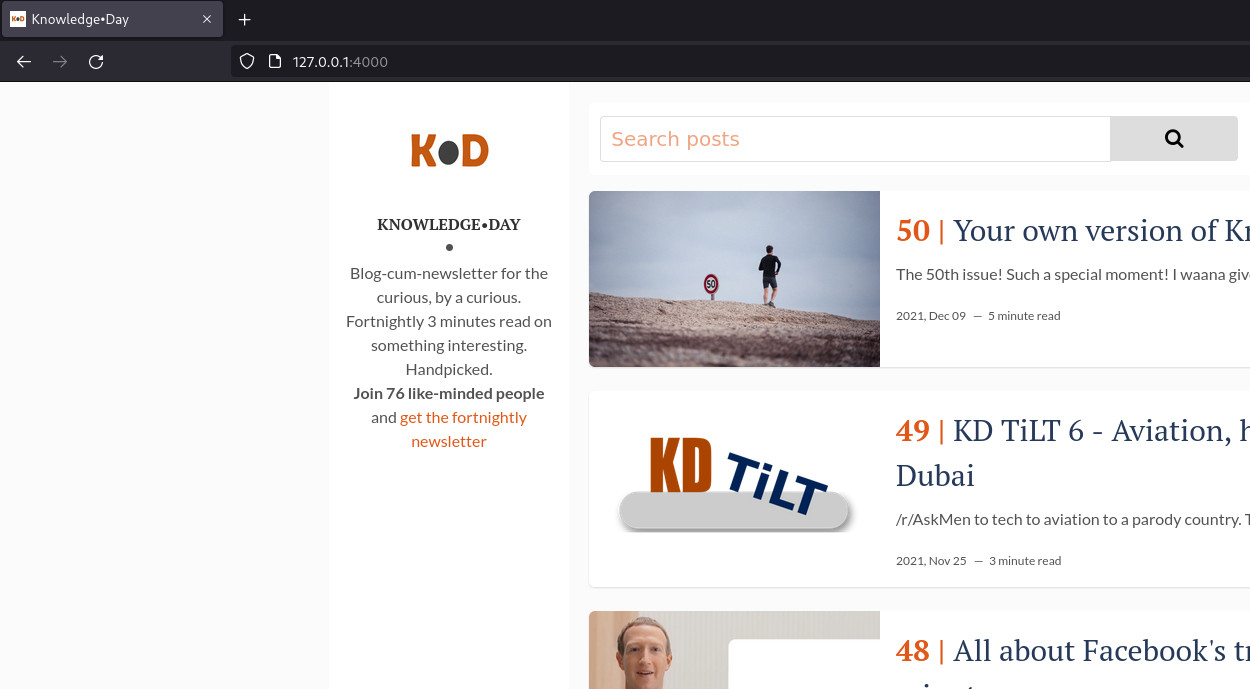 Knowledge•Day
127.0.0.1:4000
K•D
KNOWLEDGE•DAY
•
Blog-cum-newsletter for the
curious, by a curious.
Fortnightly 3 minutes read on
something interesting.
Handpicked.
Join 76 like-minded people
and get the fortnightly
newsletter
Search posts
50
50 | Your own version of
The 50th issue! Such a special moment! I waana
2021, Dec 09 — 5 minute read
KD TiLT
49 | KD TiLT 6 - Aviation,
Dubai
/r/AskMen to tech to aviation to a parody country.
2021, Nov 25 — 3 minute read
48 | All about Facebook's